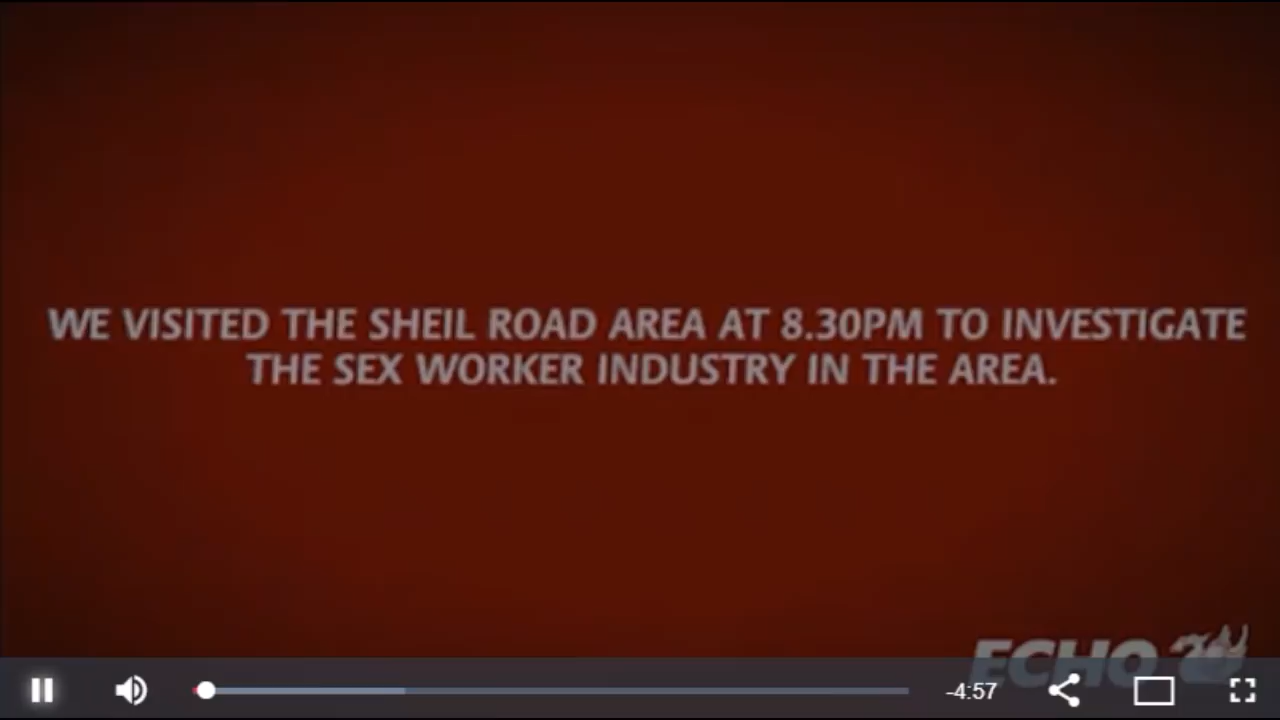 WE VISITED THE SHEIL ROAD AREA AT 8.30PM TO INVESTIGATE
THE SEX WORKER INDUSTRY IN THE AREA.
ECHO
-4:57